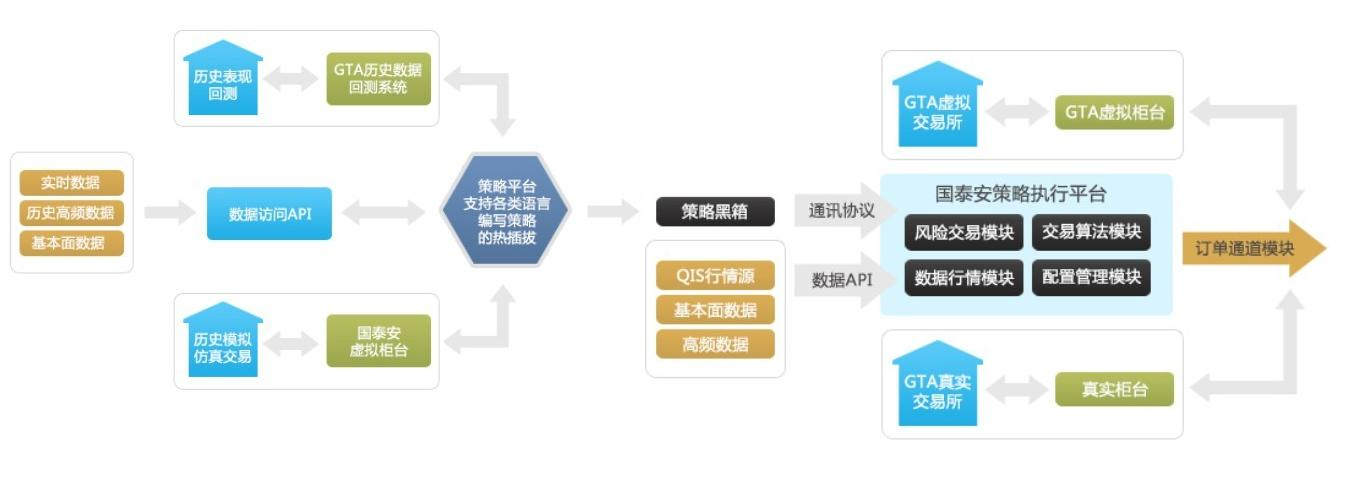 历史表现
回测
GTA历史数据
回测系统
实时数据
历史高频数据
基本面数据
数据访问API
策略平台
支持各类语言
编写策略
的热插拔
历史模拟
仿真交易
国泰安
虚拟柜台
策略黑箱
QIS行情源
基本面数据
高频数据
通讯协议
数据API
GTA虚拟
交易所
GTA虚拟柜台
国泰安策略执行平台
风险交易模块
交易算法模块
数据行情模块
配置管理模块
订单通道模块
GTA真实
交易所
真实柜台